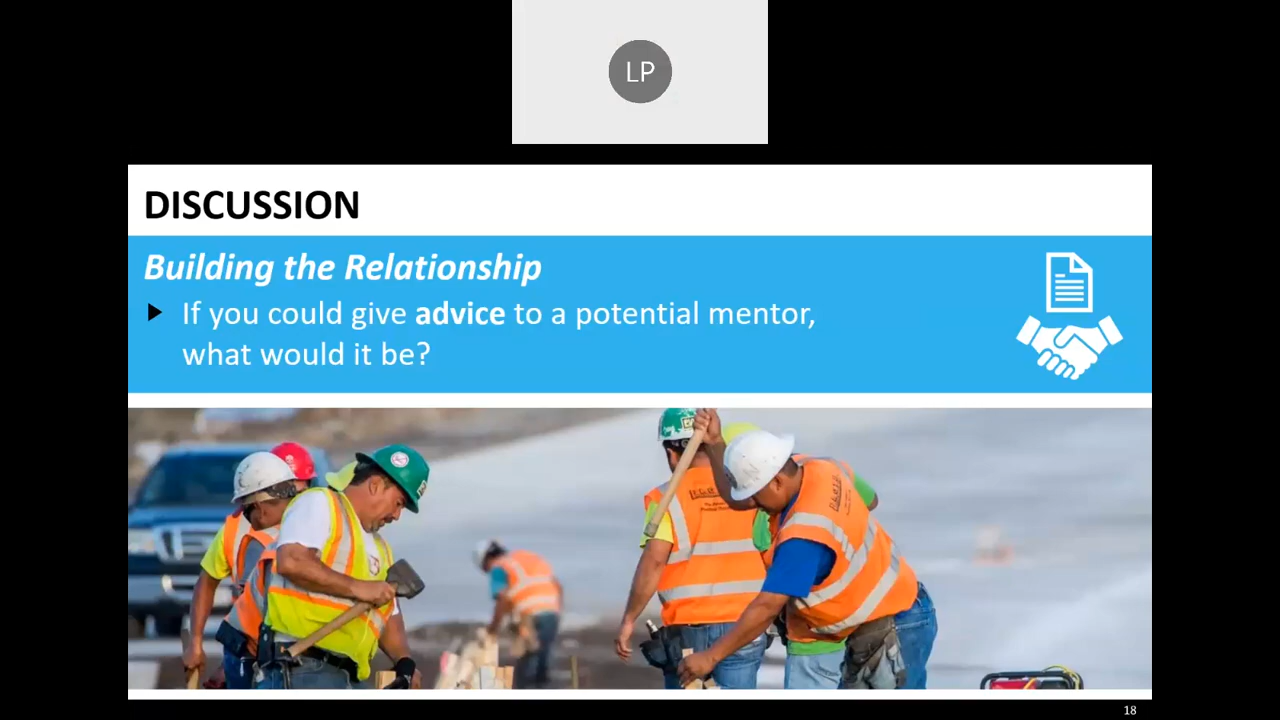 LP
DISCUSSION
Building the Relationship
If you could give advice to a potential mentor,
what would it be?
18